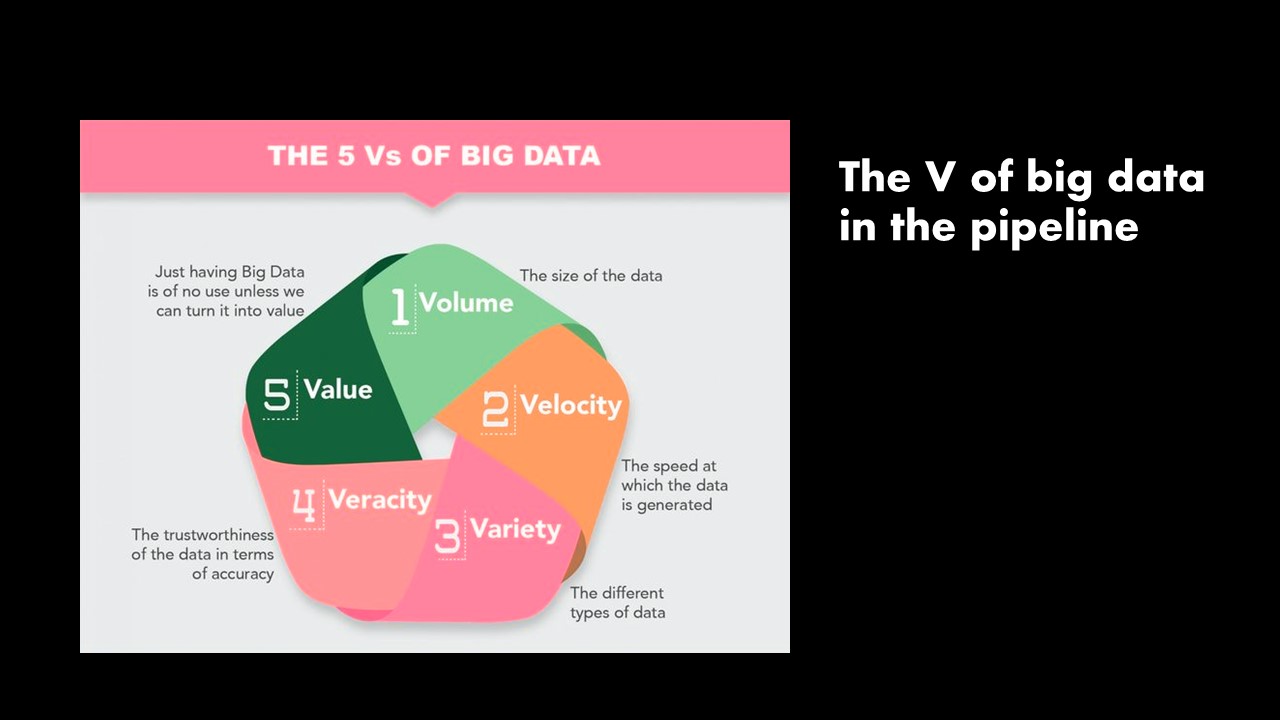 THE 5 Vs OF BIG DATA
The V of big data
in the pipeline
Just having Big Data
is of no use unless we
can turn it into value
1 Volume
The size of the data
5 Value
2 Velocity
The speed at
which the data
is generated
4 Veracity
3 Variety
The trustworthiness
of the data in terms
of accuracy
The different
types of data